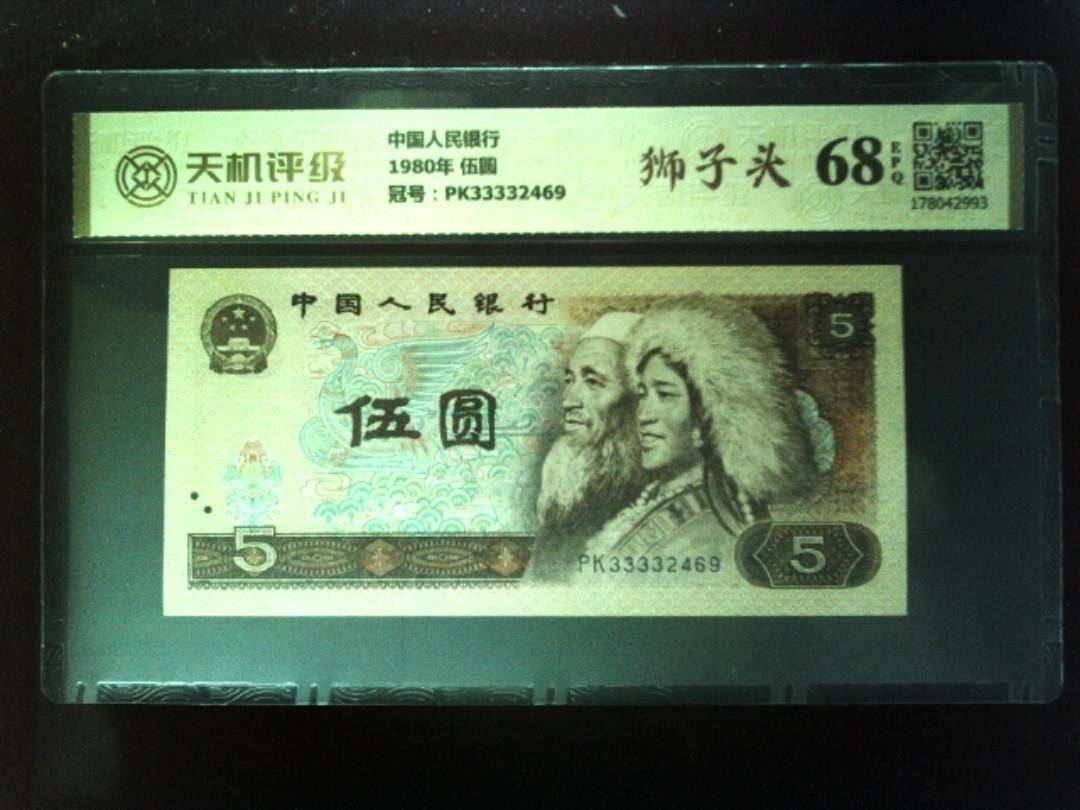 天机评级
TIAN JI PING JI
中国人民银行
1980年 伍圆
冠号：PK33332469
狮子头
68
EPQ
178042993
中国人民银行
5
伍圆
5
PK33332469
5